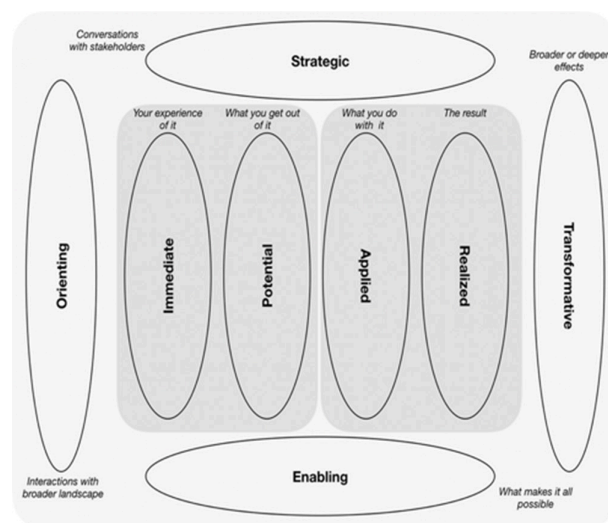 Conversations
with stakeholders
Strategic
Broader or deeper
effects
Your experience
of it
What you get out
of it
What you do
with it
The result
Orienting
Immediate
Potential
Applied
Realized
Transformative
Interactions with
broader landscape
Enabling
What makes it all
possible